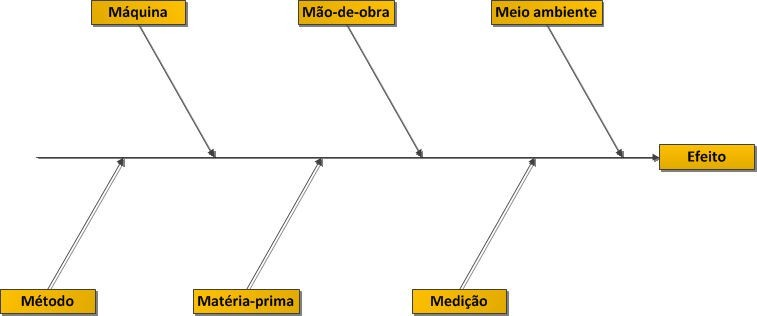 Máquina
Mão-de-obra
Meio ambiente
Efeito
Método
Matéria-prima
Medição